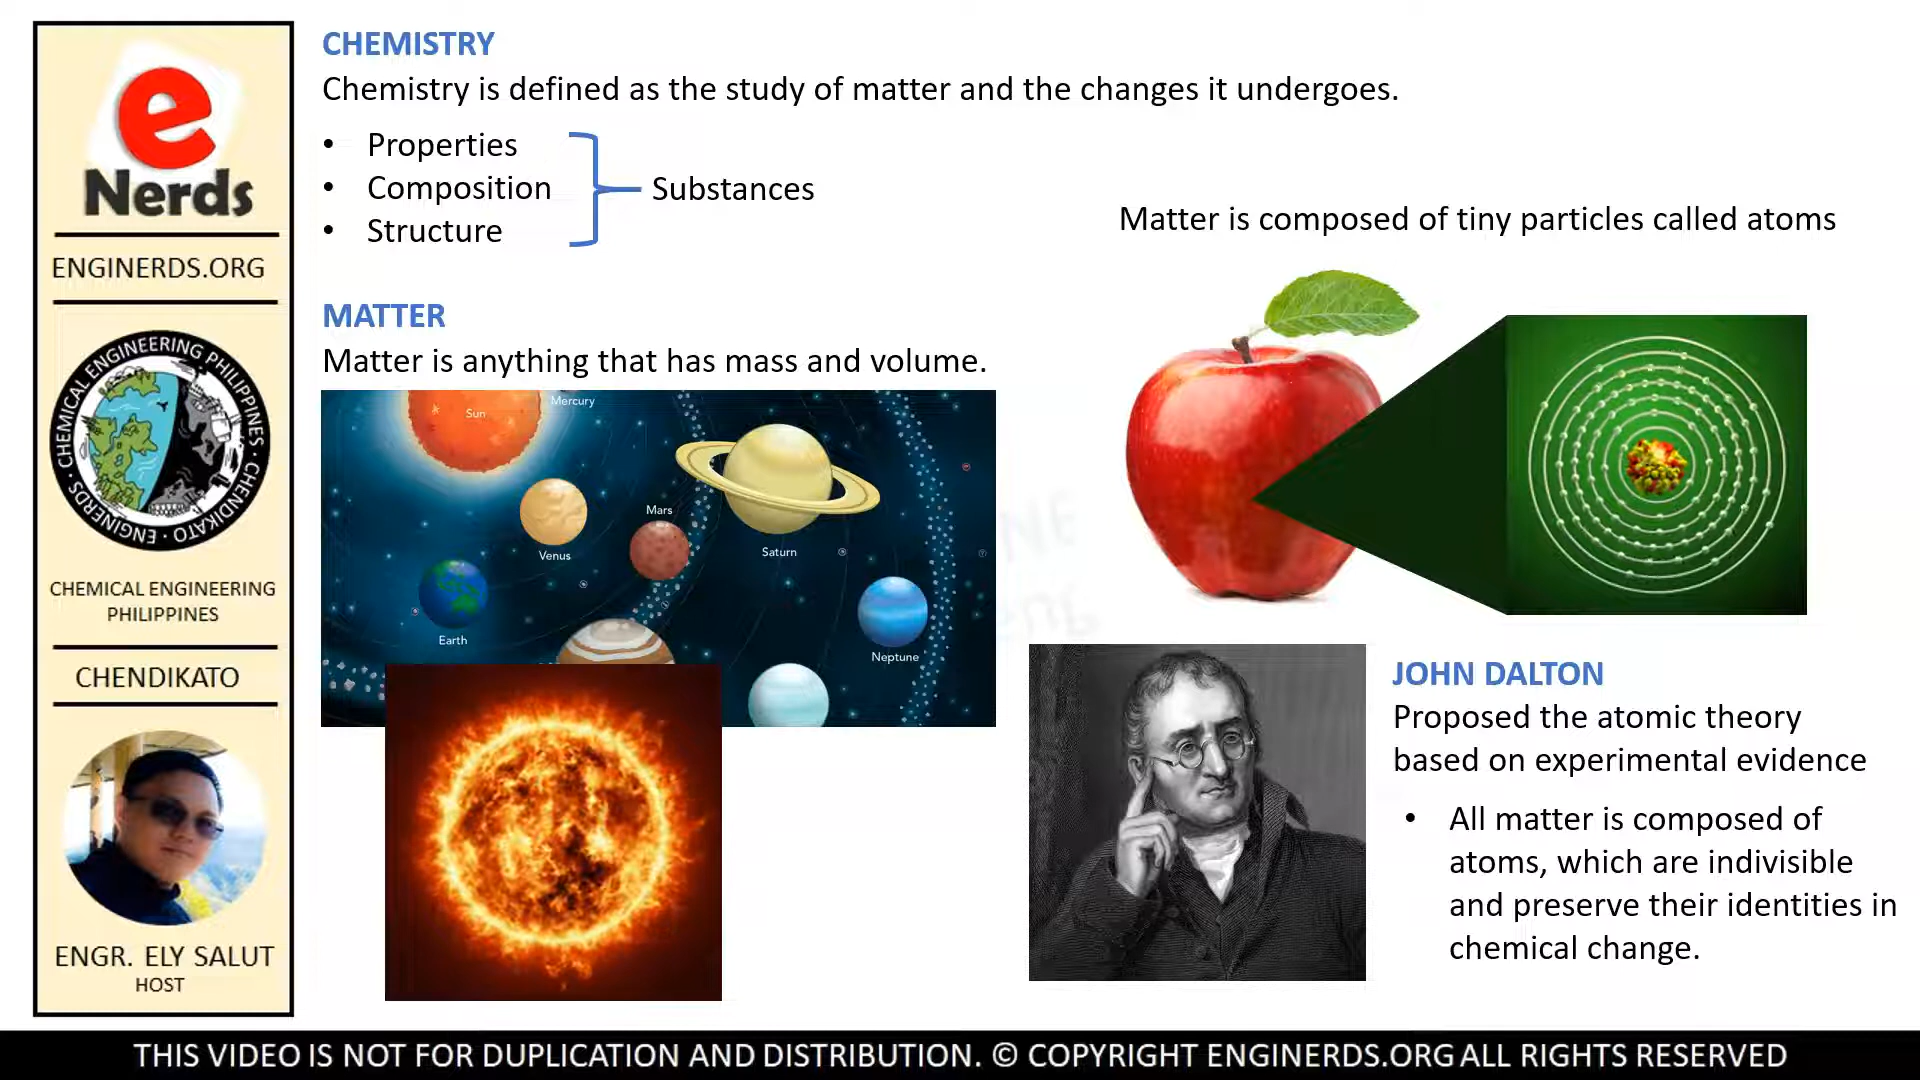 e
Nerds
ENGINERDS.ORG
· CHEMICAL ENGINEERING PHILIPPINES ·
CHENDIKATO · ENGINERDS
CHEMICAL ENGINEERING
PHILIPPINES
CHENDIKATO
ENGR. ELY SALUT
HOST
CHEMISTRY
Chemistry is defined as the study of matter and the changes it undergoes.
• Properties
• Composition
• Structure
Substances
MATTER
Matter is anything that has mass and volume.
Sun
Mercury
Venus
Mars
Saturn
Earth
Neptune
Matter is composed of tiny particles called atoms
JOHN DALTON
Proposed the atomic theory
based on experimental evidence
• All matter is composed of
atoms, which are indivisible
and preserve their identities in
chemical change.
THIS VIDEO IS NOT FOR DUPLICATION AND DISTRIBUTION. © COPYRIGHT ENGINERDS.ORG ALL RIGHTS RESERVED